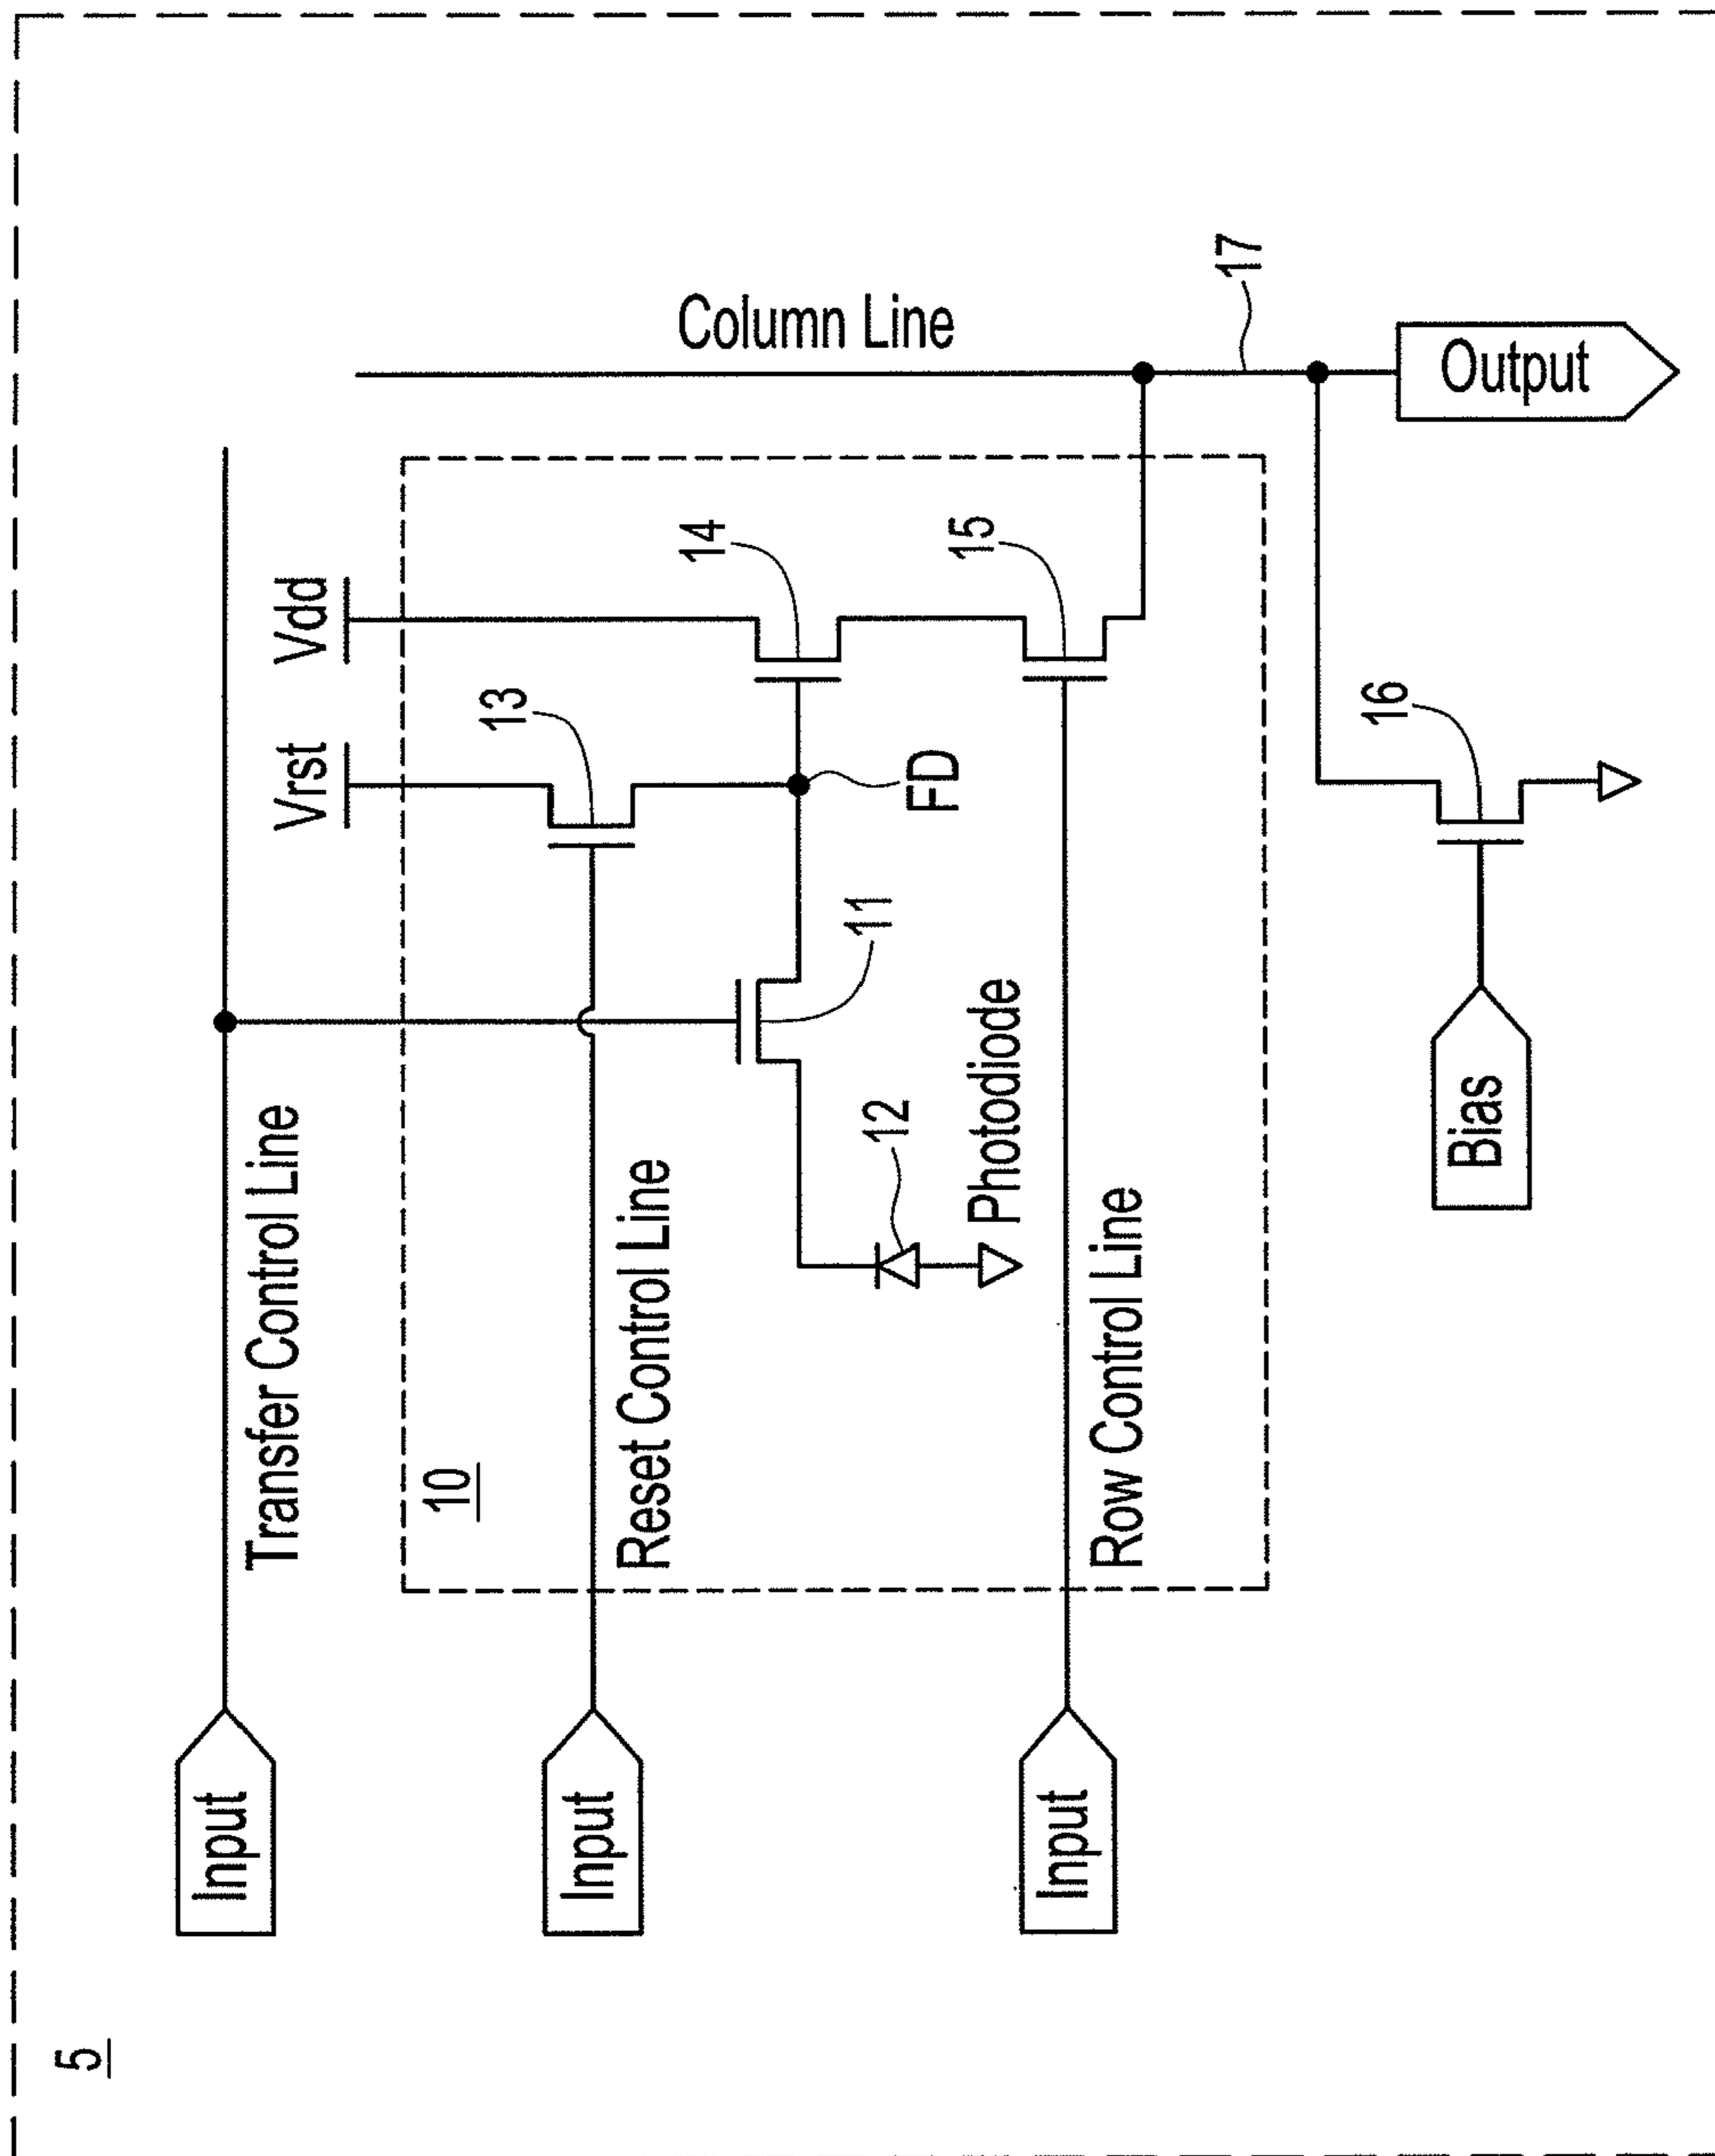 5
Input
Transfer Control Line
Vrst
Vdd
10
Input
Reset Control Line
13
14
11
FD
12
Photodiode
15
Column Line
Input
Row Control Line
17
Bias
16
Output